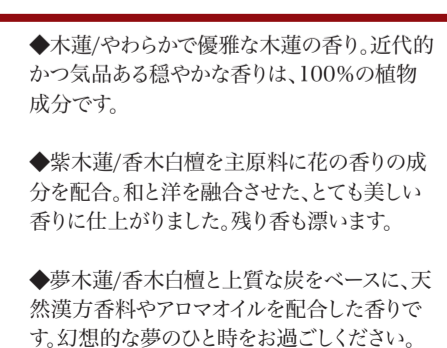 ◆木蓮/やわらかで優雅な木蓮の香り。近代的
かつ気品ある穏やかな香りは、100%の植物
成分です。
◆紫木蓮/香木白檀を主原料に花の香りの成
分を配合。和と洋を融合させた、とても美しい
香りに仕上がりました。残り香も漂います。
◆夢木蓮/香木白檀と上質な炭をベースに、天
然漢方香料やアロマオイルを配合した香りで
す。幻想的な夢のひと時をお過ごしください。